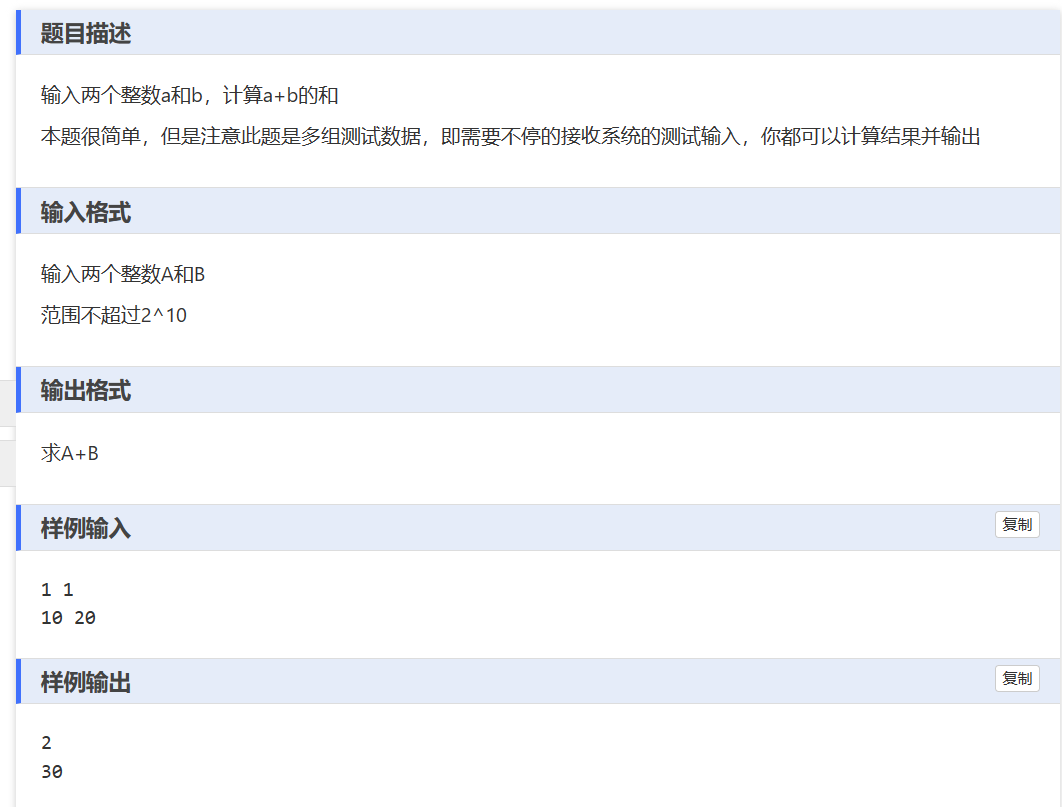 题目描述
输入两个整数a和b，计算a+b的和
本题很简单，但是注意此题是多组测试数据，即需要不停的接收系统的测试输入，你都可以计算结果并输出
输入格式
输入两个整数A和B
范围不超过2^10
输出格式
求A+B
样例输入
复制
1 1
10 20
样例输出
复制
2
30